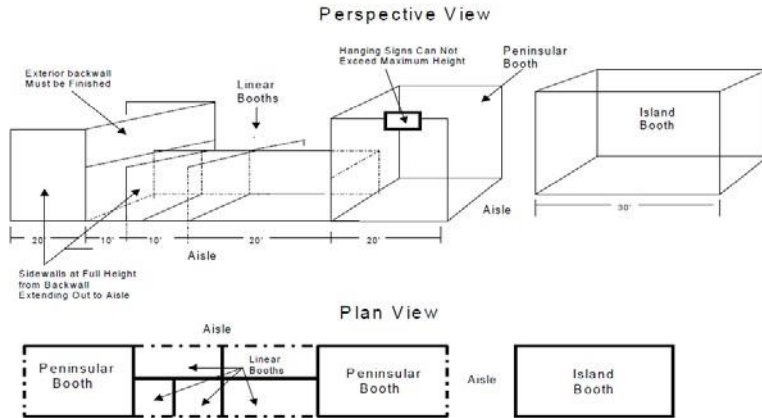 Perspective View
Hanging Signs Can Not
Exceed Maximum Height
Peninsular
Booth
Exterior backwall
Must be Finished
Linear
Booths
Island
Booth
Aisle
20'
10'
10'
20'
20'
30'
Aisle
Sidewalls at Full Height
from Backwall
Extending Out to Aisle
Plan View
Aisle
Peninsular
Booth
Linear
Booths
Peninsular
Booth
Aisle
Island
Booth